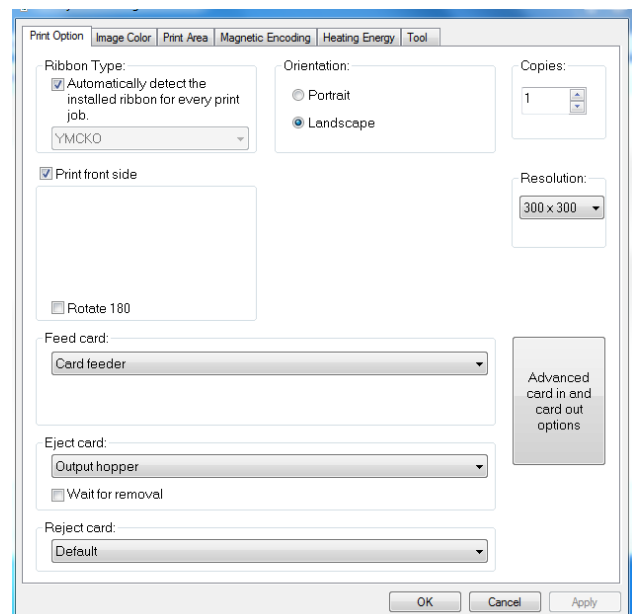 Print Option Image Color Print Area Magnetic Encoding Heating Energy Tool
Ribbon Type:
Automatically detect the
installed ribbon for every print
job.
YMCKO
Orientation:
Portrait
Landscape
Copies:
1
Print front side
Rotate 180
Resolution:
300 x 300
Feed card:
Card feeder
Advanced
card in and
card out
options
Eject card:
Output hopper
Wait for removal
Reject card:
Default
OK Cancel Apply